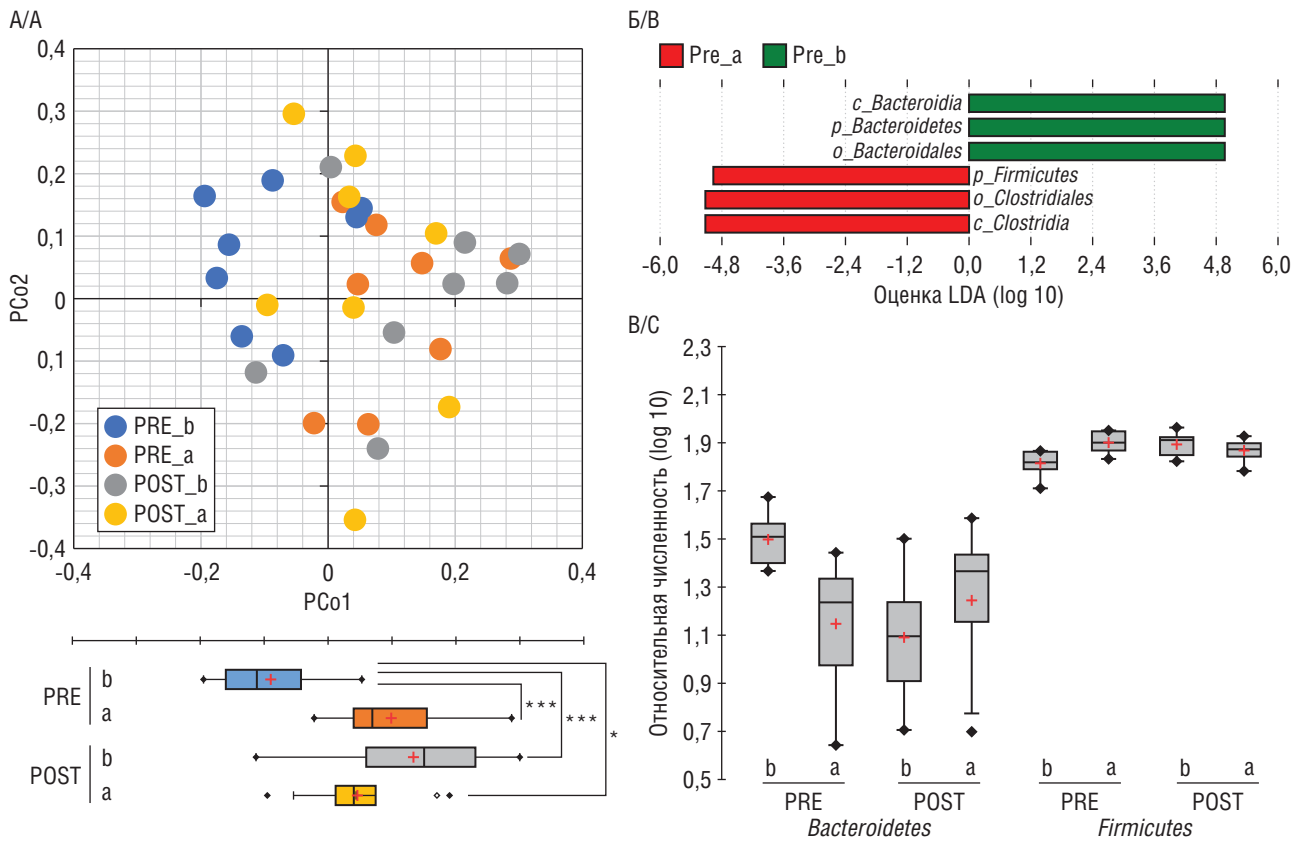 А/А
0,4
0,3
0,2
0,1
0
0,1
-0,2
-0,3
-0,4
PCo2
-0,4
-0,2
0
0,2
0,4
PCo1
PRE_b
PRE_a
POST_b
POST_a
PRE
b
a
POST
b
a
***
***
*
Б/В
Pre_a
Pre_b
c_Bacteroidia
p_Bacteroidetes
o_Bacteroidales
p_Firmicutes
o_Clostridiales
c_Clostridia
-6,0 -4,8 -3,6 -2,4 -1,2 0,0 1,2 2,4 3,6 4,8 6,0
Оценка LDA (log 10)
В/С
Относительная численность (log 10)
2,3
2,1
1,9
1,7
1,5
1,3
1,1
0,9
0,7
0,5
b a b a b a b a
PRE POST PRE POST
Bacteroidetes Firmicutes